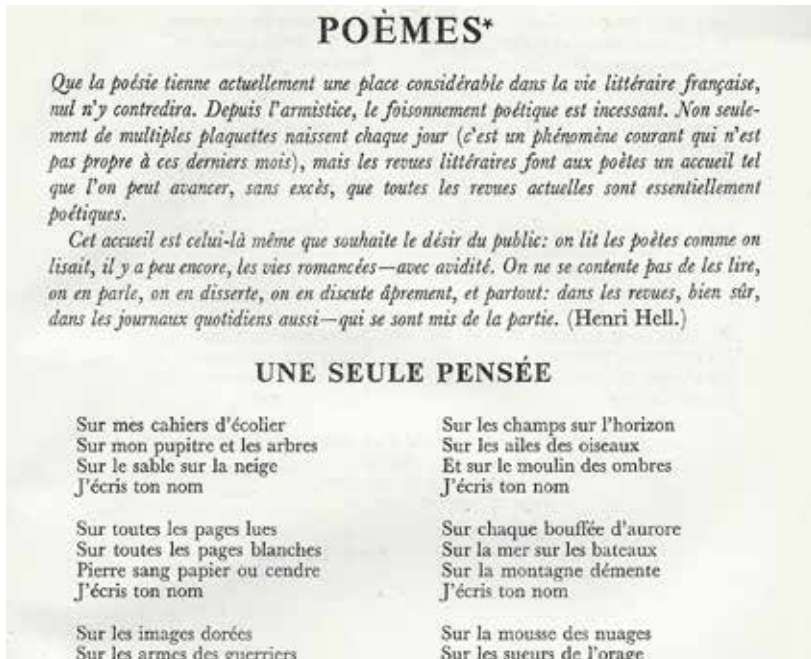 POÈMES*
Que la poésie tienne actuellement une place considérable dans la vie littéraire française,
nul n'y contredira. Depuis l'armistice, le foisonnement poétique est incessant. Non seule-
ment de multiples plaquettes naissent chaque jour (c'est un phénomène courant qui n'est
pas propre à ces derniers mois), mais les revues littéraires font aux poètes un accueil tel
que l'on peut avancer, sans excès, que toutes les revues actuelles sont essentiellement
poétiques.
Cet accueil est celui-là même que souhaite le désir du public: on lit les poètes comme on
lisait, il y a peu encore, les vies romancées—avec avidité. On ne se contente pas de les lire,
on en parle, on en disserte, on en discute âprement, et partout: dans les revues, bien sûr,
dans les journaux quotidiens aussi—qui se sont mis de la partie. (Henri Hell.)
UNE SEULE PENSÉE
Sur mes cahiers d'écolier
Sur mon pupitre et les arbres
Sur le sable sur la neige
J'écris ton nom
Sur toutes les pages lues
Sur toutes les pages blanches
Pierre sang papier ou cendre
J'écris ton nom
Sur les images dorées
Sur les armes des guerriers
Sur les champs sur l'horizon
Sur les ailes des oiseaux
Et sur le moulin des ombres
J'écris ton nom
Sur chaque bouffée d'aurore
Sur la mer sur les bateaux
Sur la montagne démente
J'écris ton nom
Sur la mousse des nuages
Sur les sueurs de l'orage